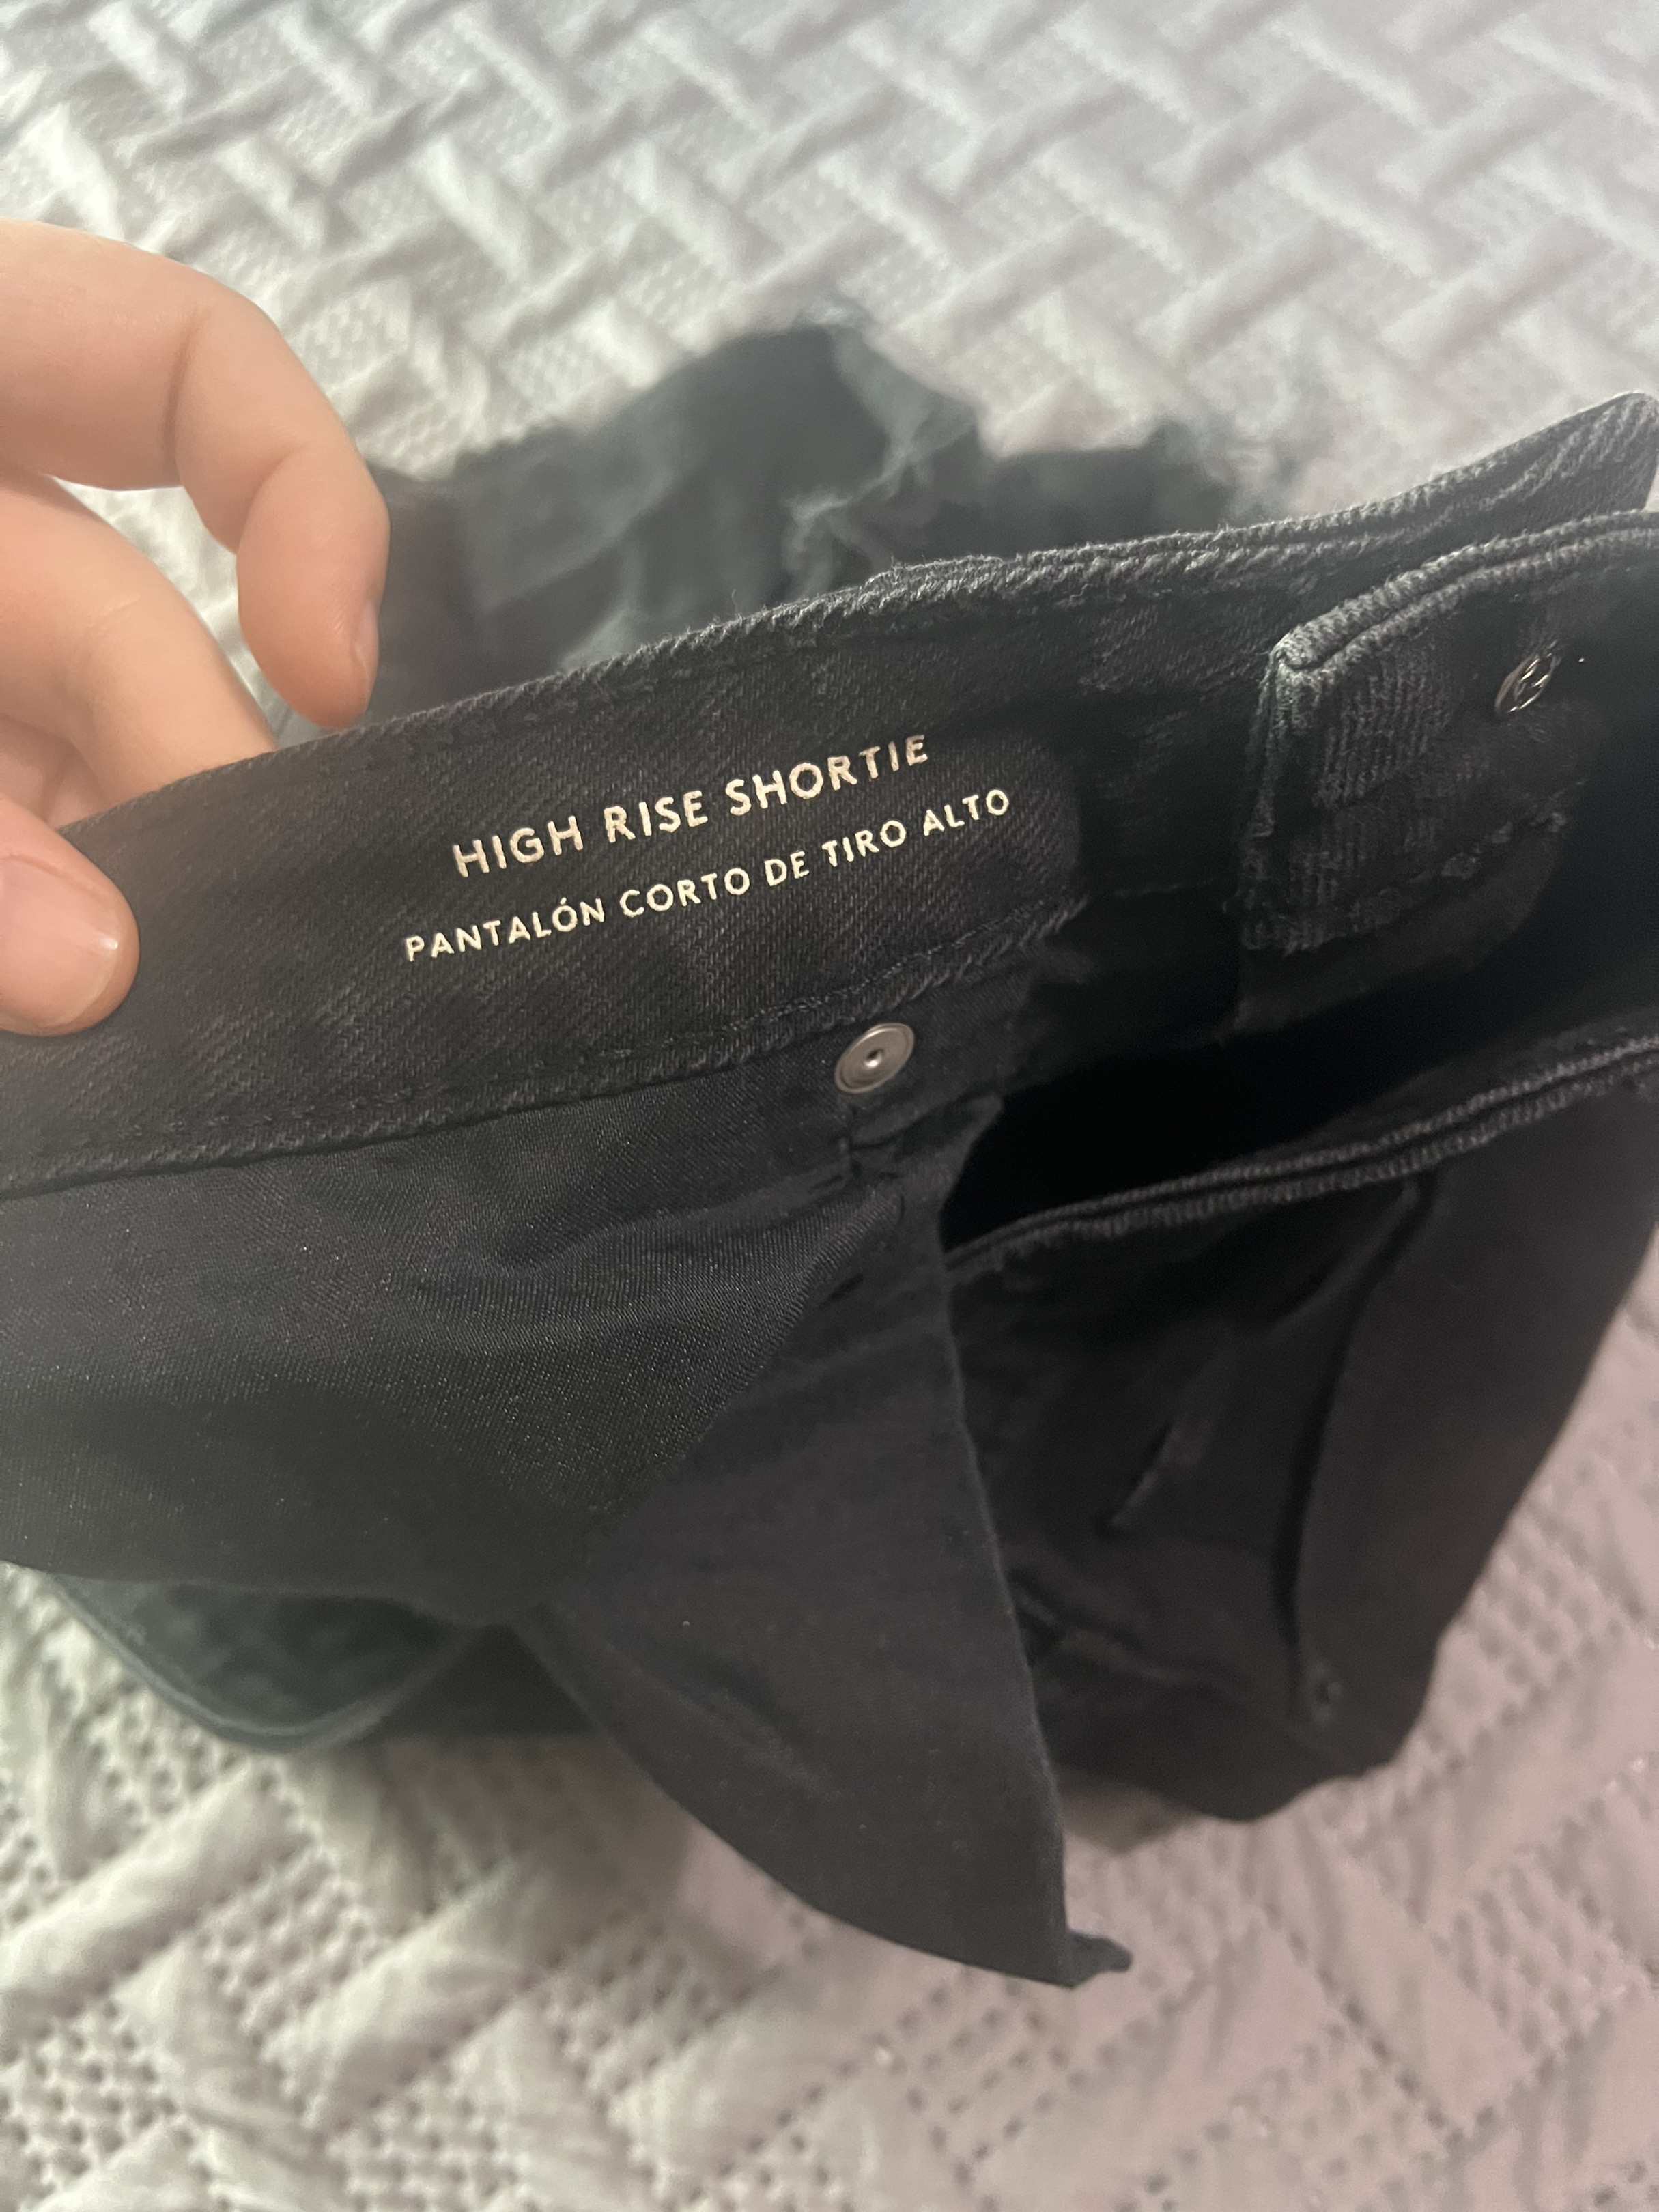 HIGH RISE SHORTIE
PANTALÓN CORTO DE TIRO ALTO